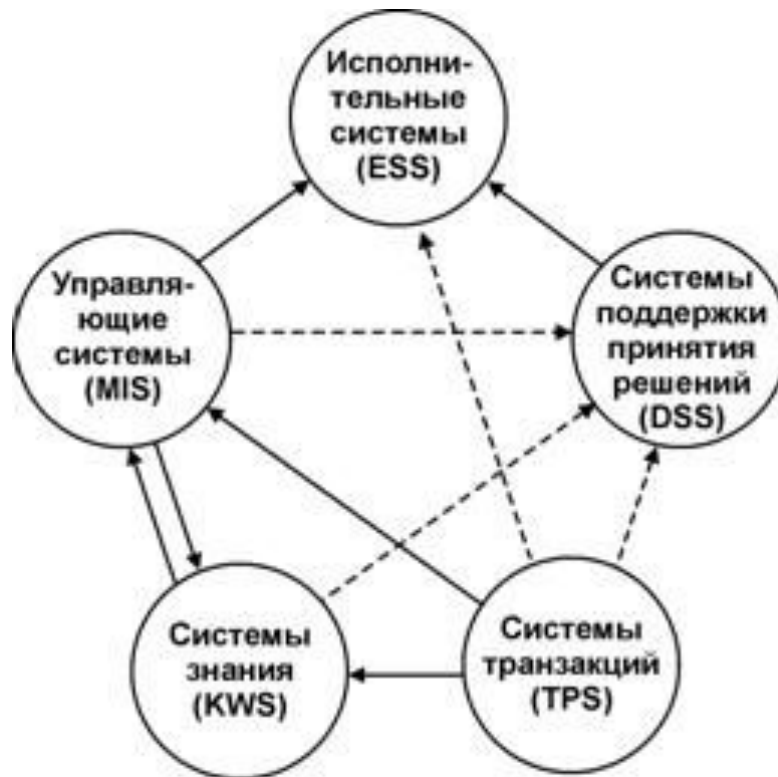 Исполни-
тельные
системы
(ESS)
Управля-
ющие
системы
(MIS)
Системы
поддержки
принятия
решений
(DSS)
Системы
знания
(KWS)
Системы
транзакций
(TPS)